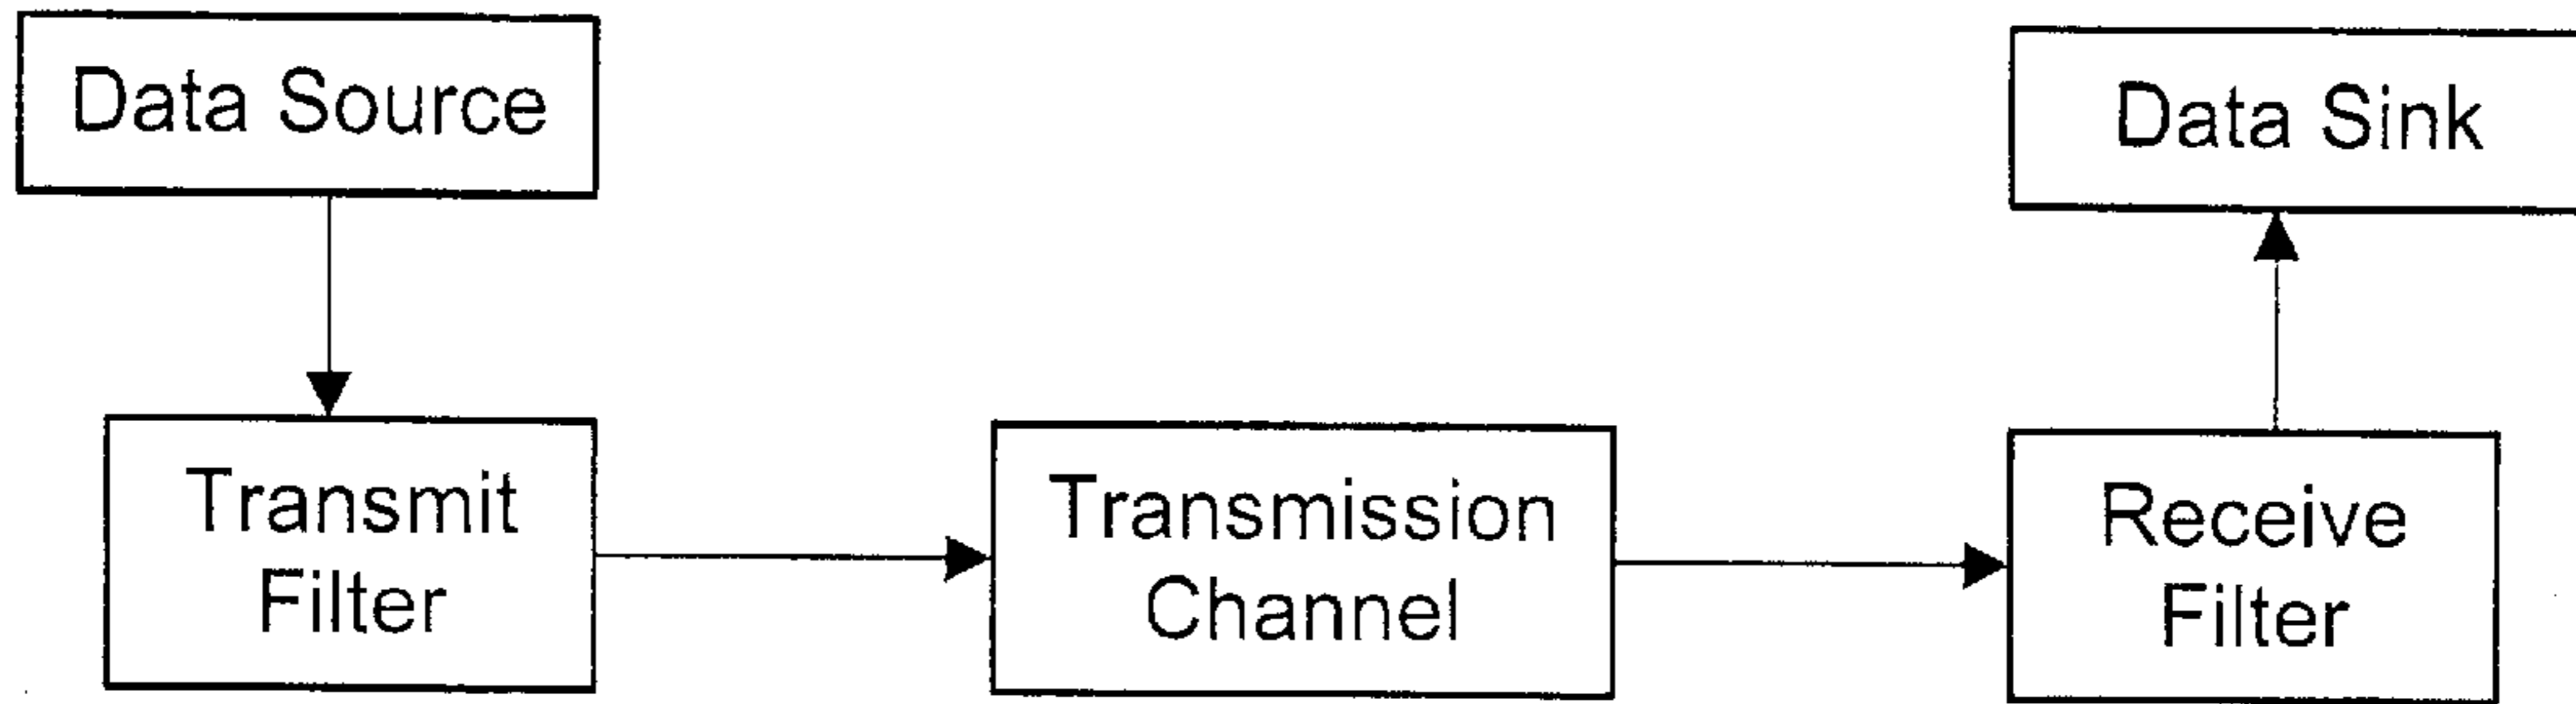 Data Source
Data Sink
Transmit
Filter
Transmission
Channel
Receive
Filter